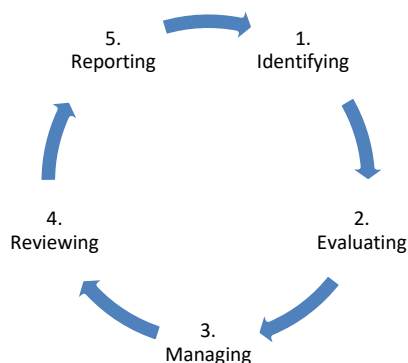 1.
Identifying
2.
Evaluating
3.
Managing
4.
Reviewing
5.
Reporting